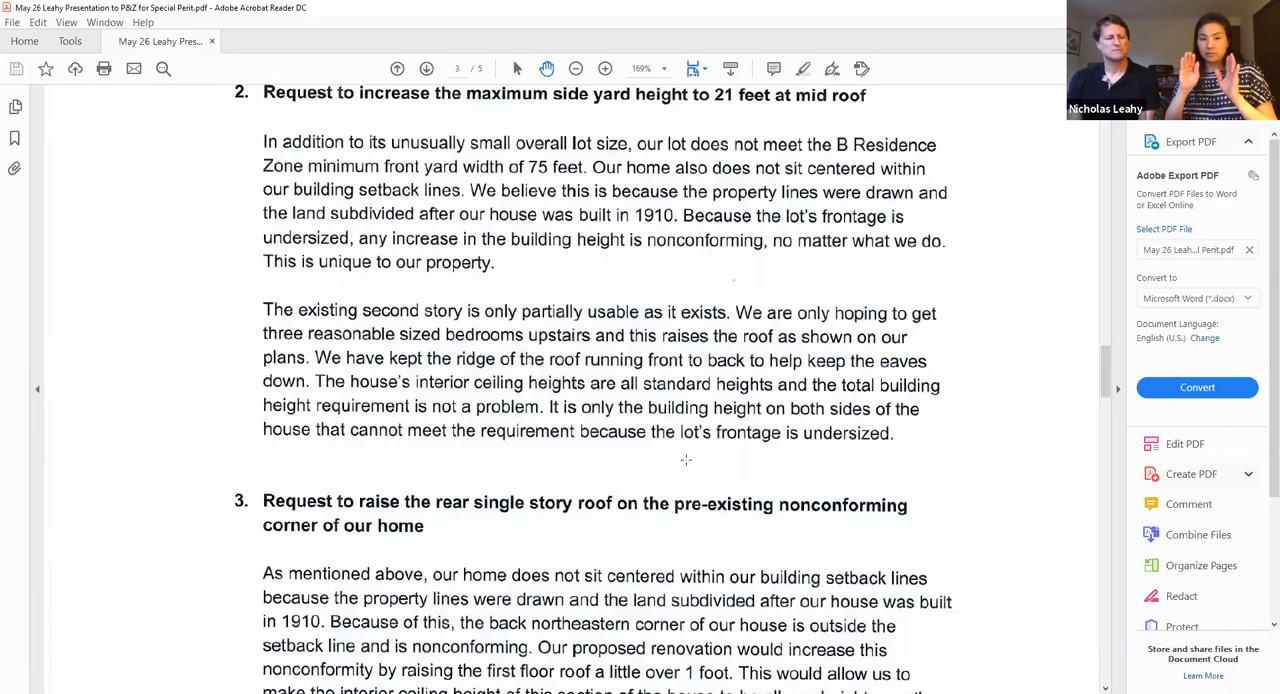 May 26 Leahy Presentation to P&Z for Special Perit.pdf - Adobe Acrobat Reader DC
File Edit View Window Help
Home Tools May 26 Leahy Pres... ×
3 / 5 169%
Nicholas Leahy
2. Request to increase the maximum side yard height to 21 feet at mid roof
In addition to its unusually small overall lot size, our lot does not meet the B Residence
Zone minimum front yard width of 75 feet. Our home also does not sit centered within
our building setback lines. We believe this is because the property lines were drawn and
the land subdivided after our house was built in 1910. Because the lot's frontage is
undersized, any increase in the building height is nonconforming, no matter what we do.
This is unique to our property.
The existing second story is only partially usable as it exists. We are only hoping to get
three reasonable sized bedrooms upstairs and this raises the roof as shown on our
plans. We have kept the ridge of the roof running front to back to help keep the eaves
down. The house's interior ceiling heights are all standard heights and the total building
height requirement is not a problem. It is only the building height on both sides of the
house that cannot meet the requirement because the lot's frontage is undersized.
3. Request to raise the rear single story roof on the pre-existing nonconforming
corner of our home
As mentioned above, our home does not sit centered within our building setback lines
because the property lines were drawn and the land subdivided after our house was built
in 1910. Because of this, the back northeastern corner of our house is outside the
setback line and is nonconforming. Our proposed renovation would increase this
nonconformity by raising the first floor roof a little over 1 foot. This would allow us to
make the interior ceiling height of this section of the house to be
Export PDF
Adobe Export PDF
Convert PDF Files to Word
or Excel Online
Select PDF File
May 26 Leah...l Perit.pdf
Convert to
Microsoft Word (*.docx)
Document Language:
English (U.S.) Change
Convert
Edit PDF
Create PDF
Comment
Combine Files
Organize Pages
Redact
Protect
Store and share files in the
Document Cloud
Learn More